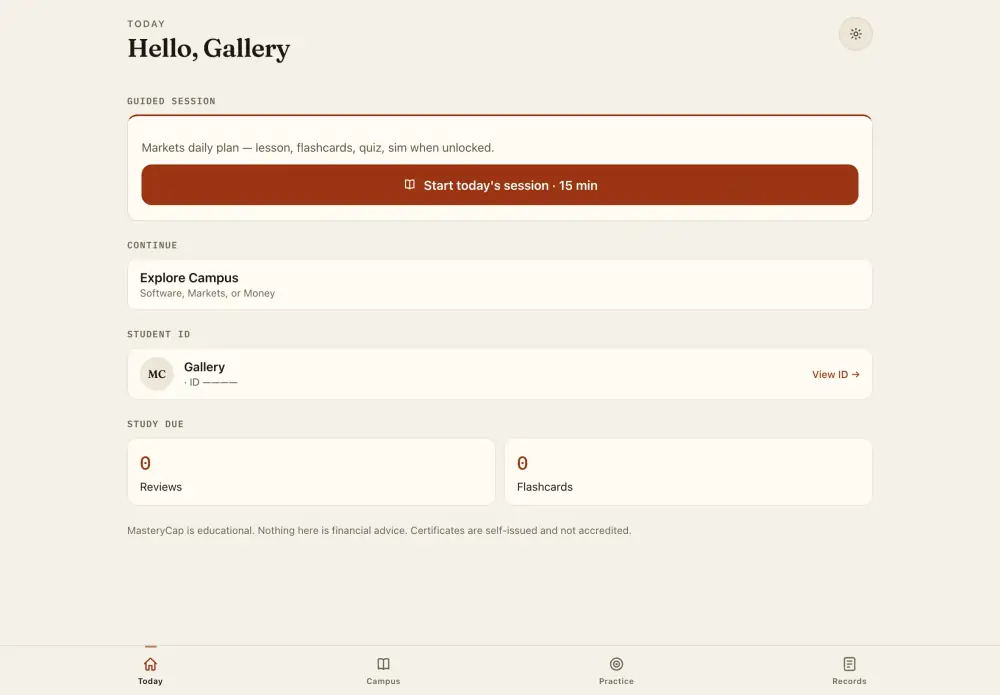 TODAY
Hello, Gallery
GUIDED SESSION
Markets daily plan — lesson, flashcards, quiz, sim when unlocked.
Start today's session · 15 min
CONTINUE
Explore Campus
Software, Markets, or Money
STUDENT ID
MC
Gallery
· ID ————
View ID →
STUDY DUE
0
Reviews
0
Flashcards
MasteryCap is educational. Nothing here is financial advice. Certificates are self-issued and not accredited.
Today
Campus
Practice
Records